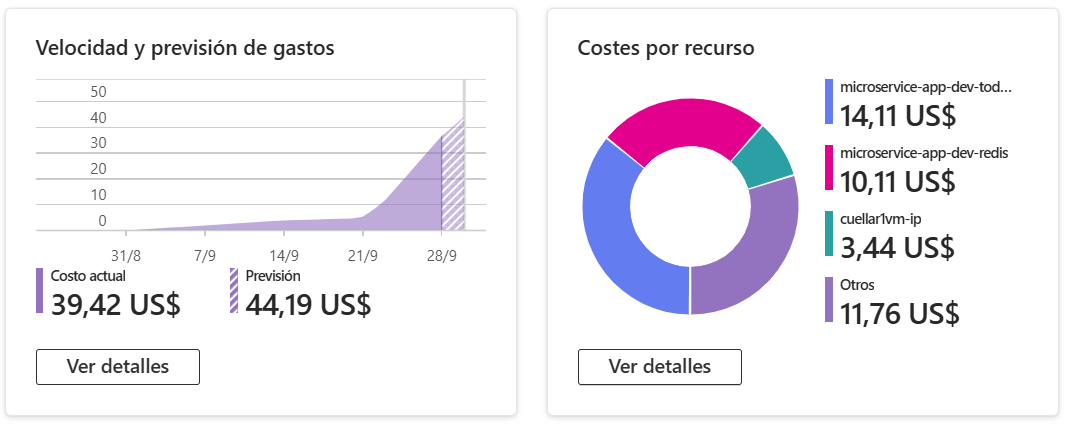 Velocidad y previsión de gastos
50
40
30
20
10
0
31/8
7/9
14/9
21/9
28/9
Costo actual
39,42 US$
Previsión
44,19 US$
Ver detalles
Costes por recurso
microservice-app-dev-tod...
14,11 US$
microservice-app-dev-redis
10,11 US$
cuellar1vm-ip
3,44 US$
Otros
11,76 US$
Ver detalles